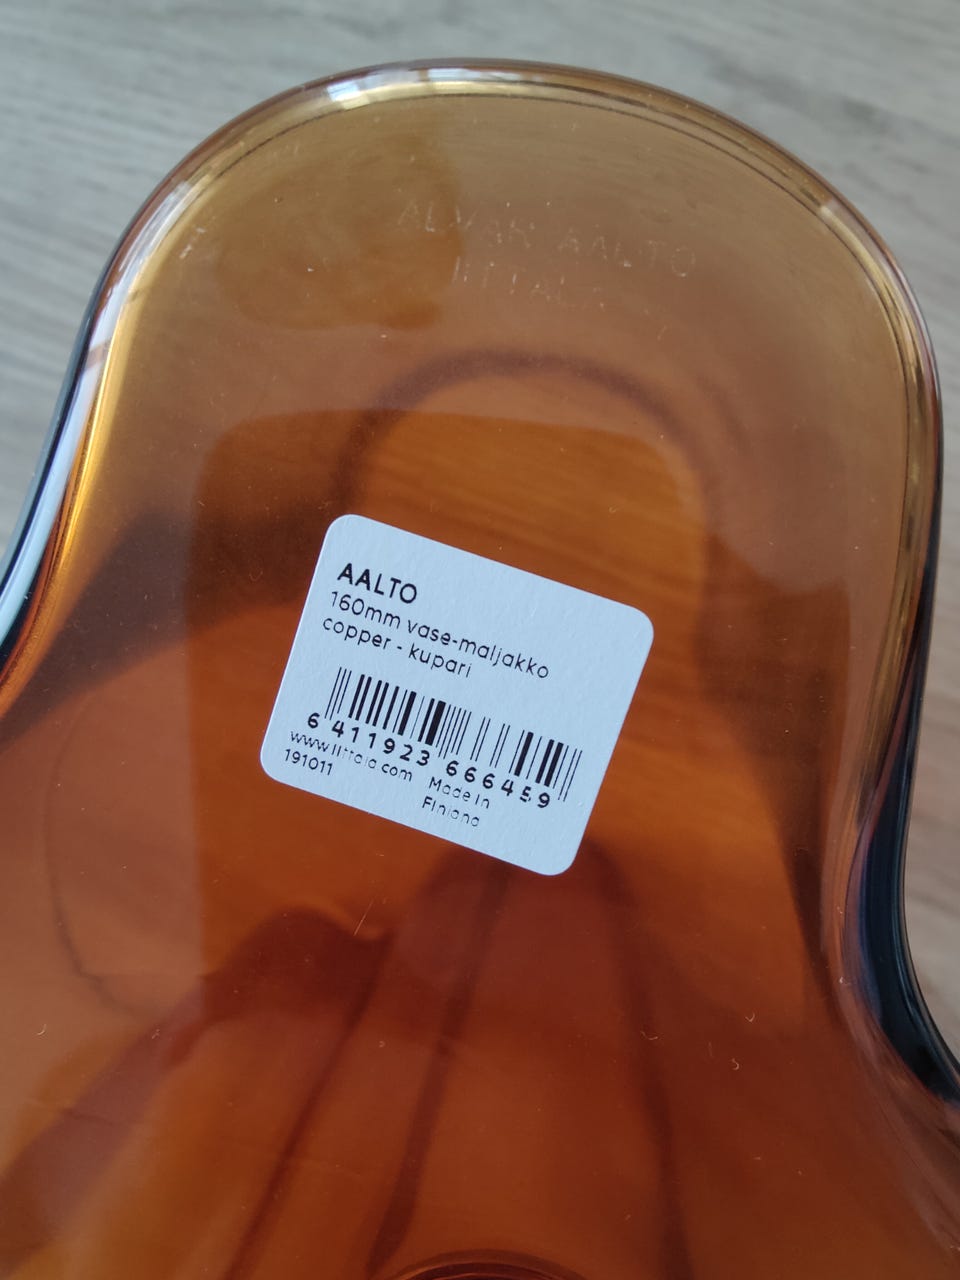 ALVAR AALTO
IITTALA
AALTO
160mm vase-maljakko
copper - kupari
6 411923 666459
www.iittala.com Made in
191011 Finland